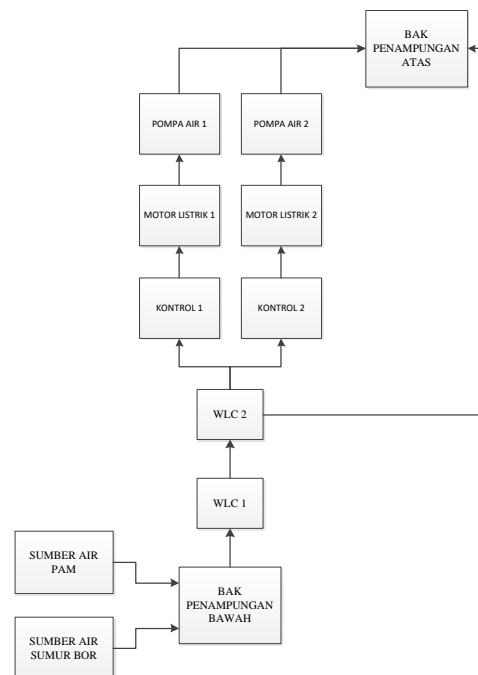 BAK
PENAMPUNGAN
ATAS
POMPA AIR 1
POMPA AIR 2
MOTOR LISTRIK 1
MOTOR LISTRIK 2
KONTROL 1
KONTROL 2
WLC 2
WLC 1
SUMBER AIR
PAM
BAK
PENAMPUNGAN
BAWAH
SUMBER AIR
SUMUR BOR